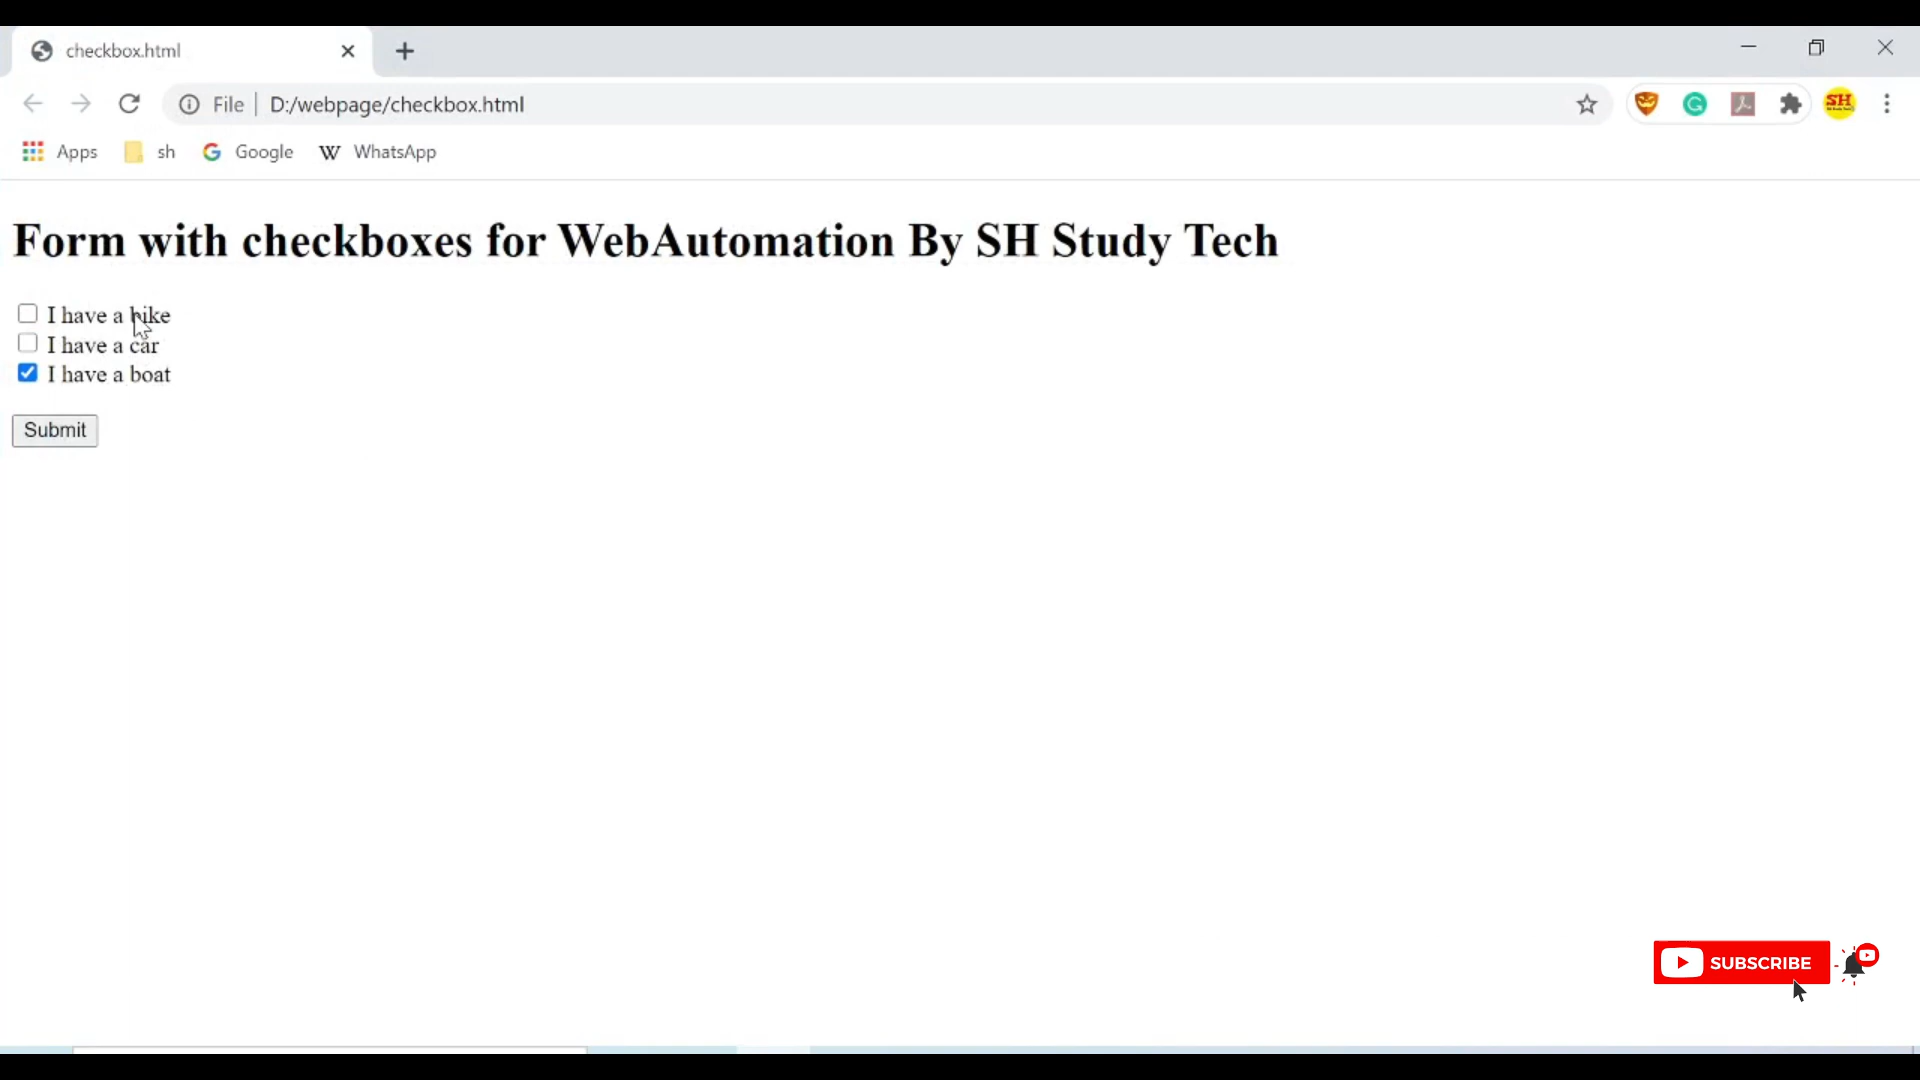 checkbox.html
File D:/webpage/checkbox.html
SH
Apps sh Google WhatsApp
Form with checkboxes for WebAutomation By SH Study Tech
I have a bike
I have a car
I have a boat
Submit
SUBSCRIBE